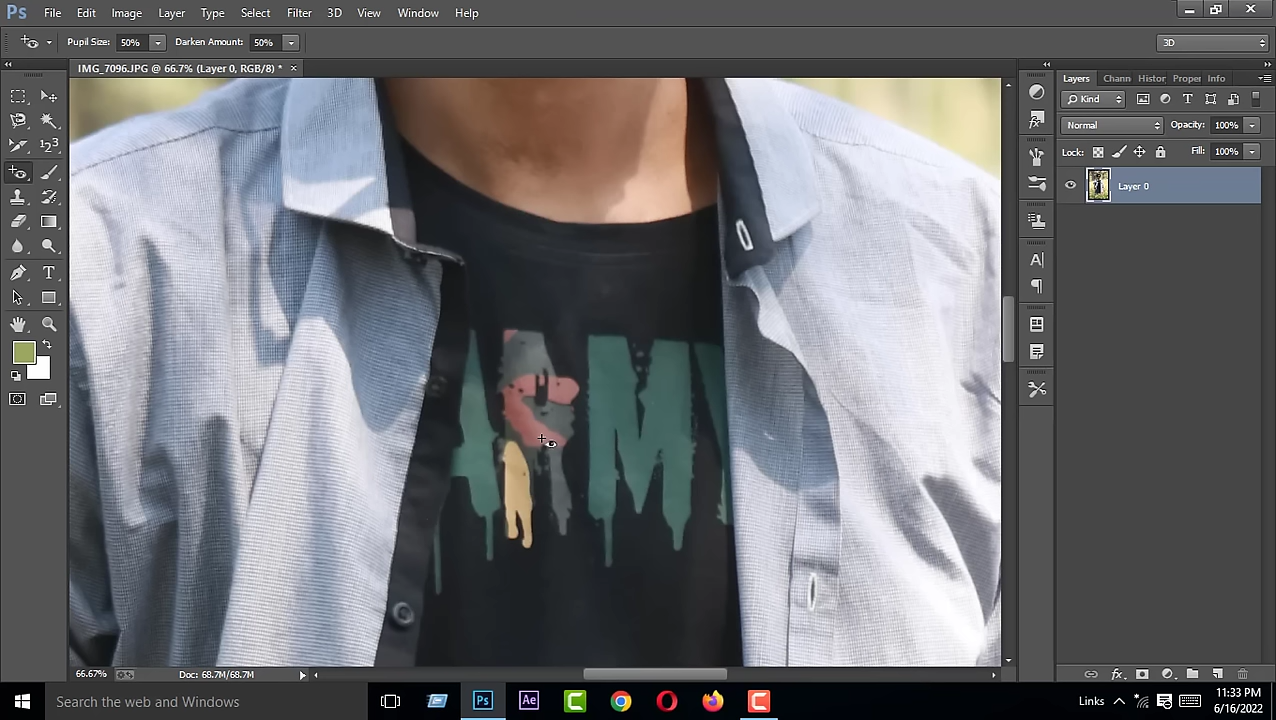 Ps File Edit Image Layer Type Select Filter 3D View Window Help
Pupil Size: 50% Darken Amount: 50% 3D
IMG_7096.JPG @ 66.7% (Layer 0, RGB/8) *
Layers Chann Histor Proper Info
Kind
Normal Opacity: 100%
Lock: Fill: 100%
Layer 0
66.67% Doc: 68.7M/68.7M
Search the web and Windows
Ps Ae
Links
11:33 PM
6/16/2022